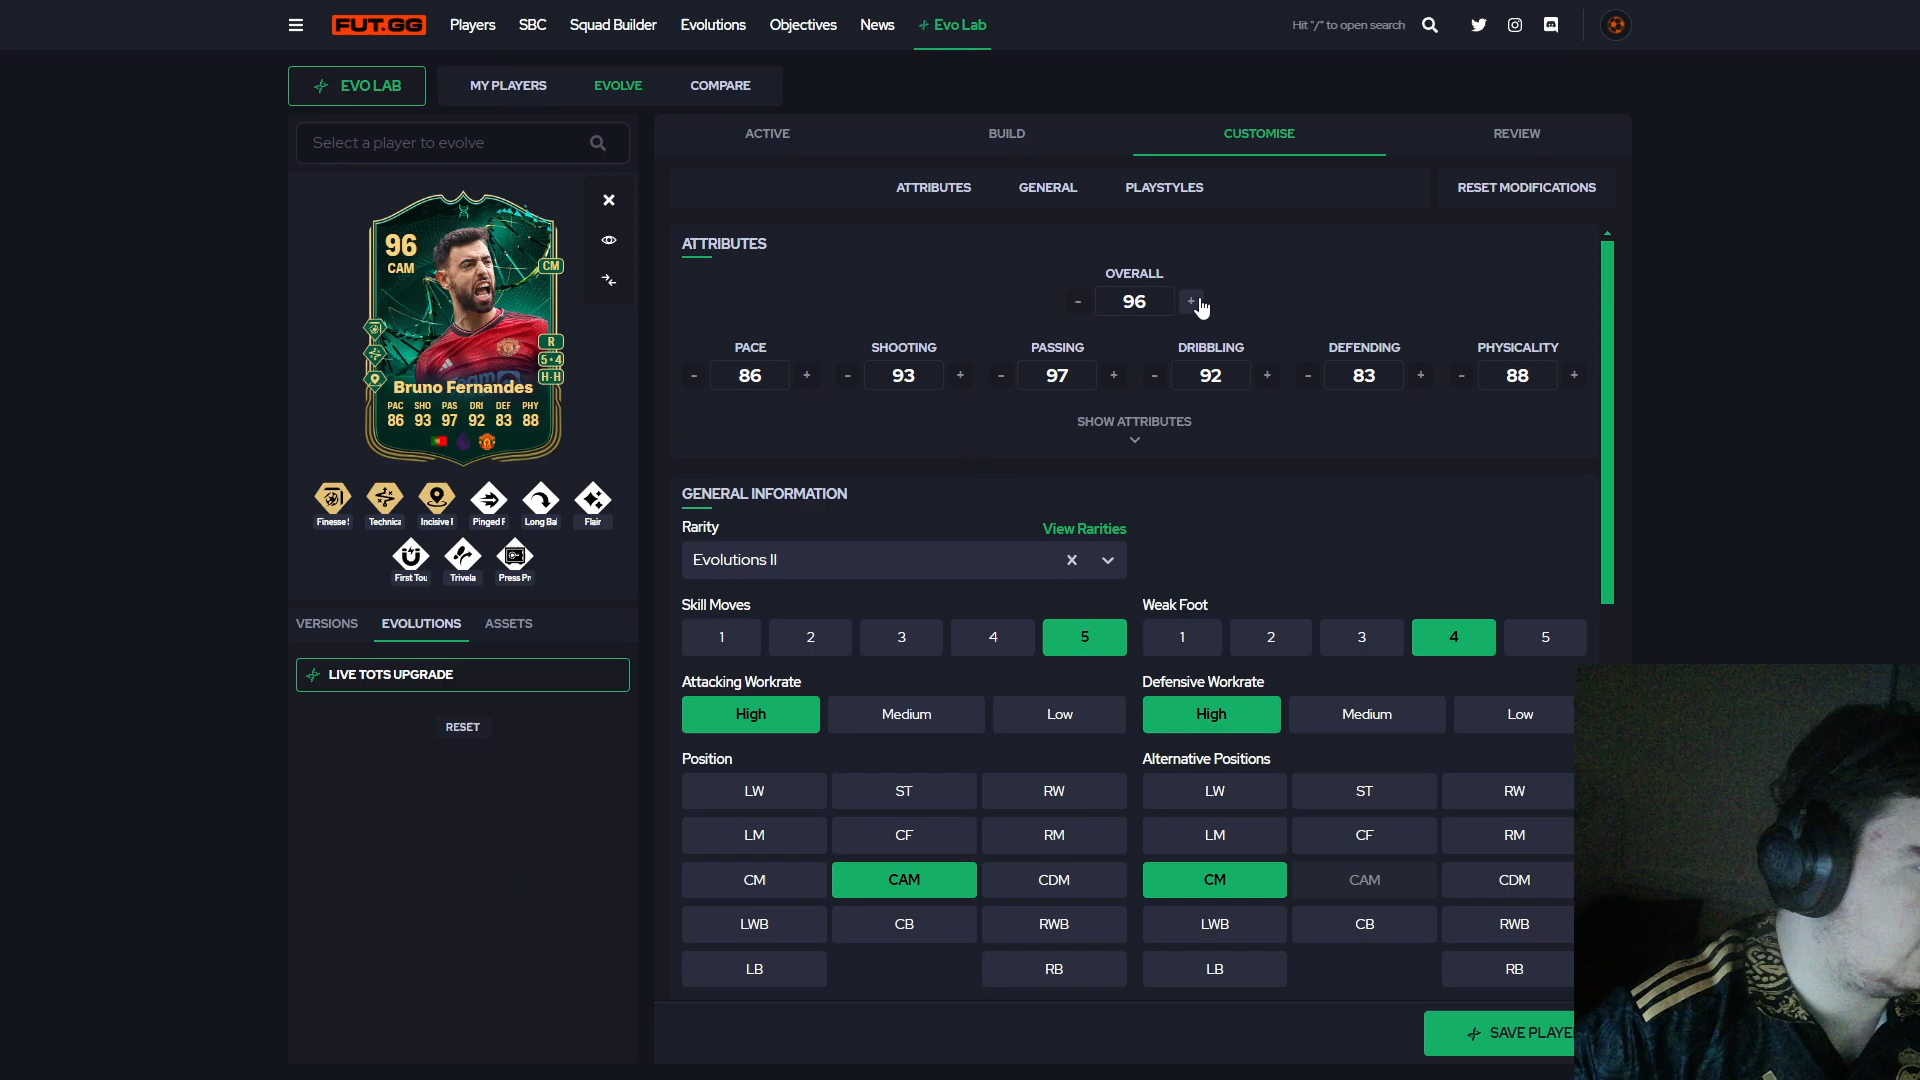 FUT.GG Players SBC Squad Builder Evolutions Objectives News Evo Lab Hit "/" to open search
EVO LAB MY PLAYERS EVOLVE COMPARE
Select a player to evolve
ACTIVE BUILD CUSTOMISE REVIEW
ATTRIBUTES GENERAL PLAYSTYLES RESET MODIFICATIONS
96
CAM
CM
R
5 4
H-H
Bruno Fernandes
PAC SHO PAS DRI DEF PHY
86 93 97 92 83 88
Finesse Technica Incisive Pinged Long Ba Flair
First Tou Trivela Press Pr
VERSIONS EVOLUTIONS ASSETS
LIVE TOTS UPGRADE
RESET
ATTRIBUTES
OVERALL
- 96 +
PACE SHOOTING PASSING DRIBBLING DEFENDING PHYSICALITY
- 86 + - 93 + - 97 + - 92 + - 83 + - 88 +
SHOW ATTRIBUTES
GENERAL INFORMATION
Rarity View Rarities
Evolutions II
Skill Moves Weak Foot
1 2 3 4 5 1 2 3 4 5
Attacking Workrate Defensive Workrate
High Medium Low High Medium Low
Position Alternative Positions
LW ST RW LW ST RW
LM CF RM LM CF RM
CM CAM CDM CM CAM CDM
LWB CB RWB LWB CB RWB
LB RB LB RB
SAVE PLAYE